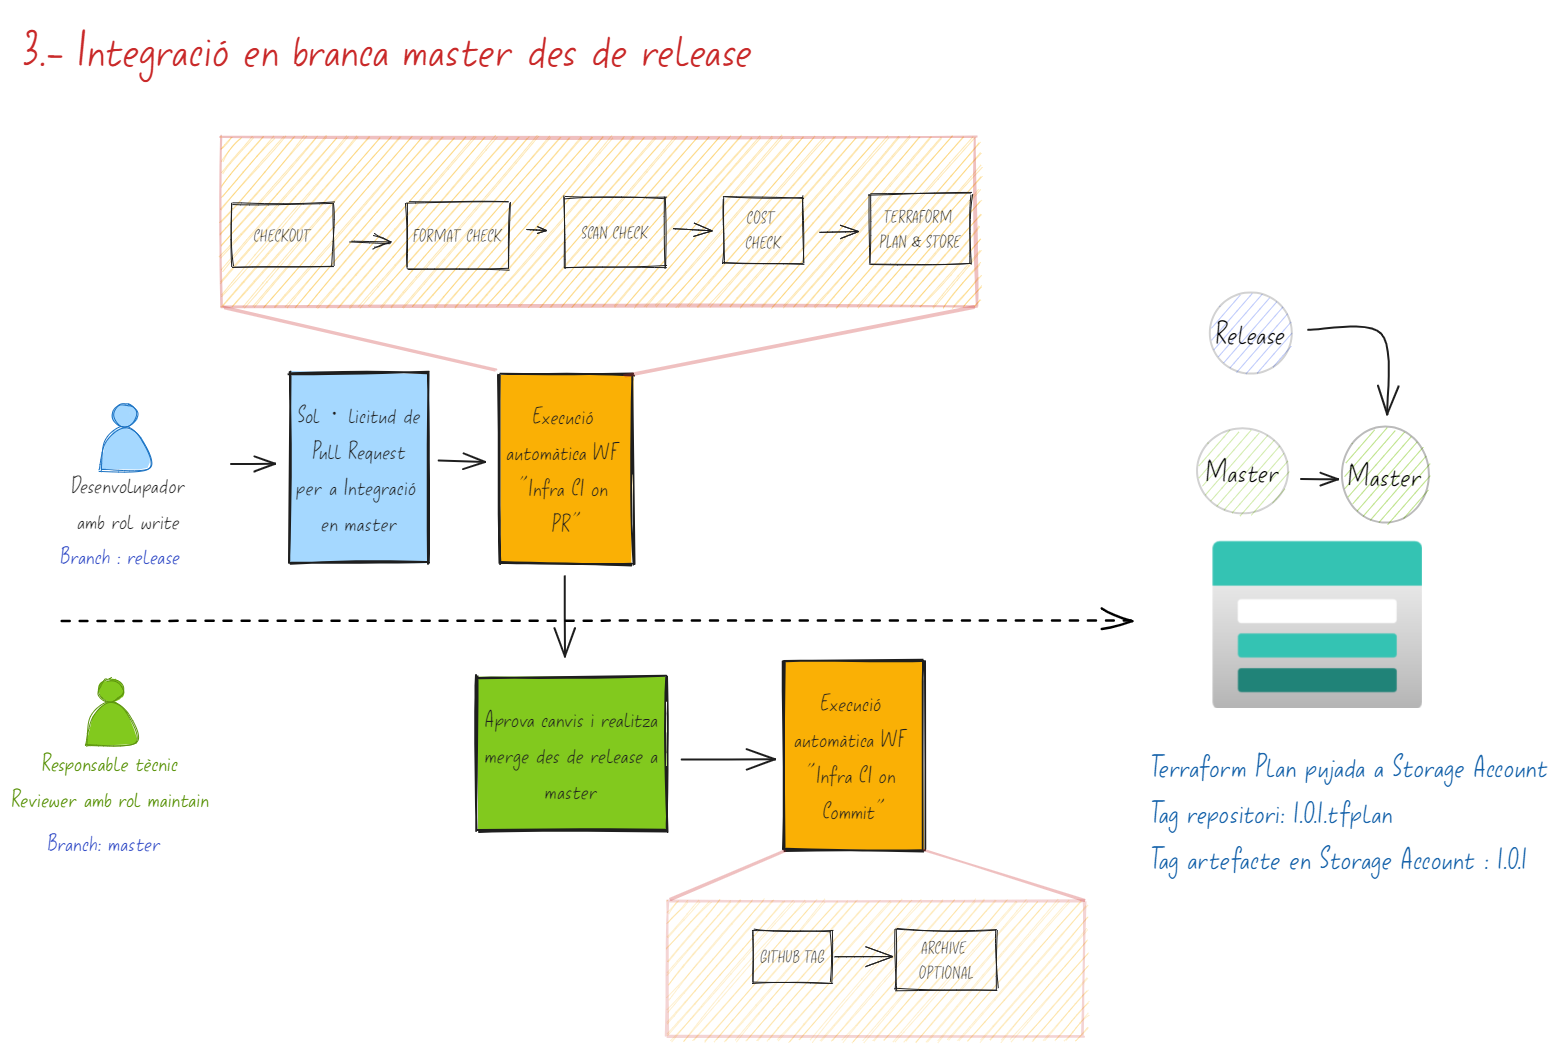 3.- Integració en branca master des de release
CHECKOUT
FORMAT CHECK
SCAN CHECK
COST
CHECK
TERRAFORM
PLAN & STORE
Desenvolupador
amb rol write
Branch : release
Sol · licitud de
Pull Request
per a Integració
en master
Execució
automàtica WF
"Infra CI on
PR"
Release
Master
Master
Responsable tècnic
Reviewer amb rol maintain
Branch: master
Aprova canvis i realitza
merge des de release a
master
Execució
automàtica WF
"Infra CI on
Commit"
GITHUB TAG
ARCHIVE
OPTIONAL
Terraform Plan pujada a Storage Account
Tag repositori: 1.0.1.tfplan
Tag artefacte en Storage Account : 1.0.1